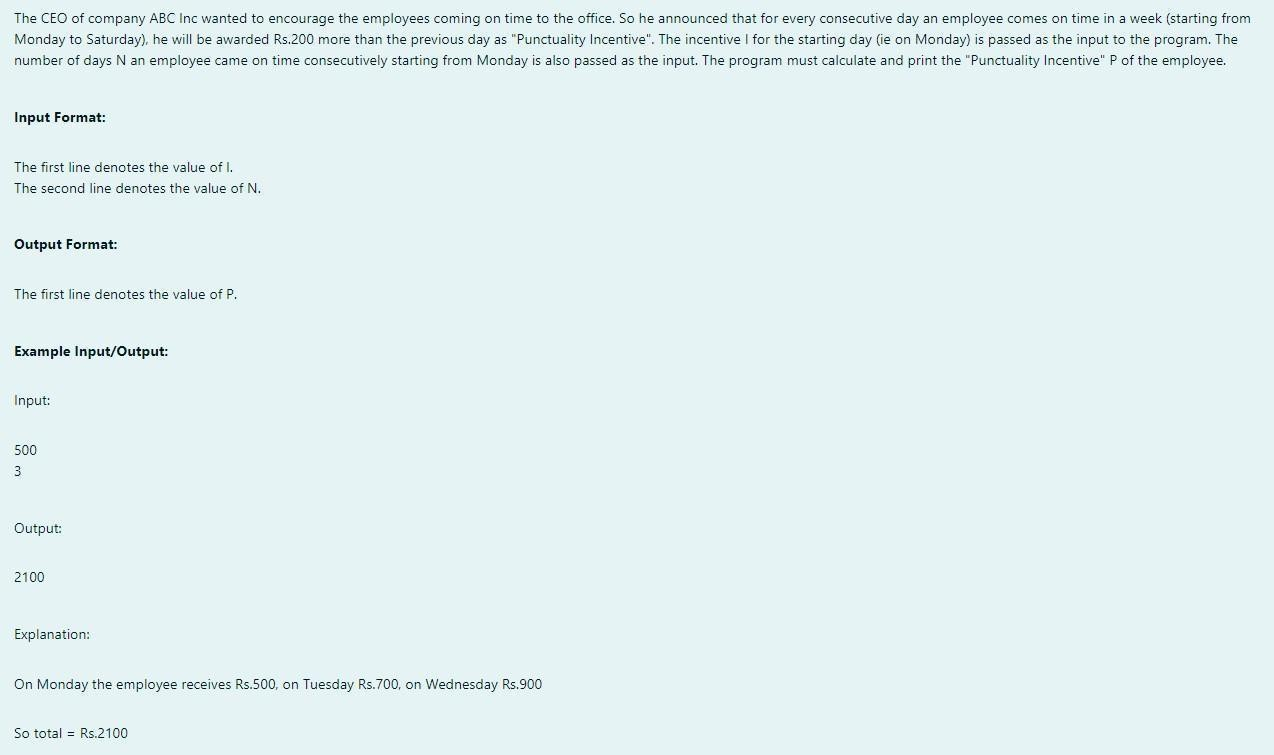 The CEO of company ABC Inc wanted to encourage the employees coming on time to the office. So he announced that for every consecutive day an employee comes on time in a week (starting from
Monday to Saturday), he will be awarded Rs.200 more than the previous day as "Punctuality Incentive". The incentive I for the starting day (ie on Monday) is passed as the input to the program. The
number of days N an employee came on time consecutively starting from Monday is also passed as the input. The program must calculate and print the "Punctuality Incentive" P of the employee.
Input Format:
The first line denotes the value of I.
The second line denotes the value of N.
Output Format:
The first line denotes the value of P.
Example Input/Output:
Input:
500
3
Output:
2100
Explanation:
On Monday the employee receives Rs.500, on Tuesday Rs.700, on Wednesday Rs.900
So total = Rs.2100